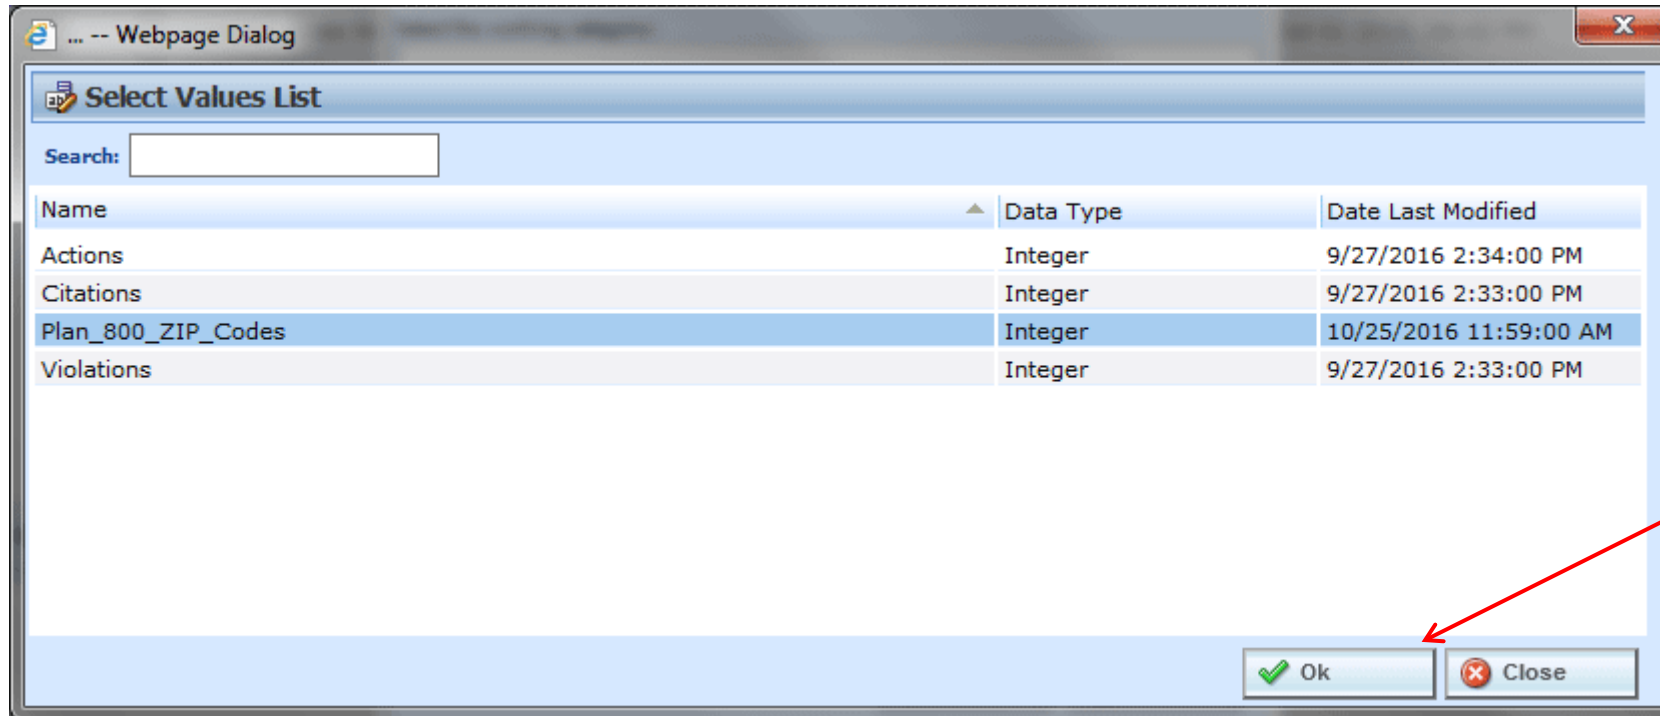 ... -- Webpage Dialog
Select Values List
Search:
Name Data Type Date Last Modified
Actions Integer 9/27/2016 2:34:00 PM
Citations Integer 9/27/2016 2:33:00 PM
Plan_800_ZIP_Codes Integer 10/25/2016 11:59:00 AM
Violations Integer 9/27/2016 2:33:00 PM
Ok Close